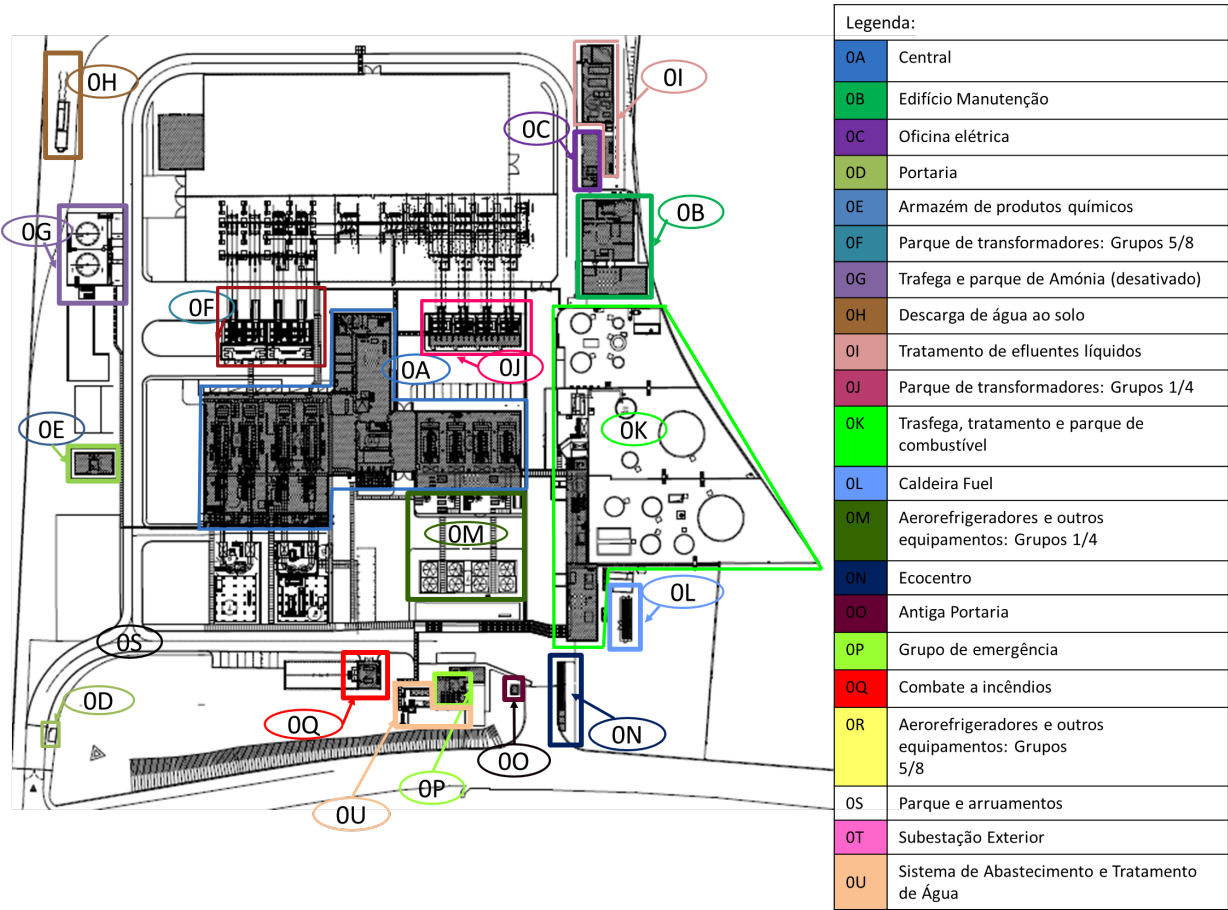 0H
0I
0C
0B
0G
0F
0A
0J
0E
0K
0M
0L
0S
0D
0Q
0N
0O
0P
0U
Legenda:
0A Central
0B Edifício Manutenção
0C Oficina elétrica
0D Portaria
0E Armazém de produtos químicos
0F Parque de transformadores: Grupos 5/8
0G Trafega e parque de Amónia (desativado)
0H Descarga de água ao solo
0I Tratamento de efluentes líquidos
0J Parque de transformadores: Grupos 1/4
0K Trasfega, tratamento e parque de
combustível
0L Caldeira Fuel
0M Aerorefrigeradores e outros
equipamentos: Grupos 1/4
0N Ecocentro
0O Antiga Portaria
0P Grupo de emergência
0Q Combate a incêndios
0R Aerorefrigeradores e outros
equipamentos: Grupos
5/8
0S Parque e arruamentos
0T Subestação Exterior
0U Sistema de Abastecimento e Tratamento
de Água